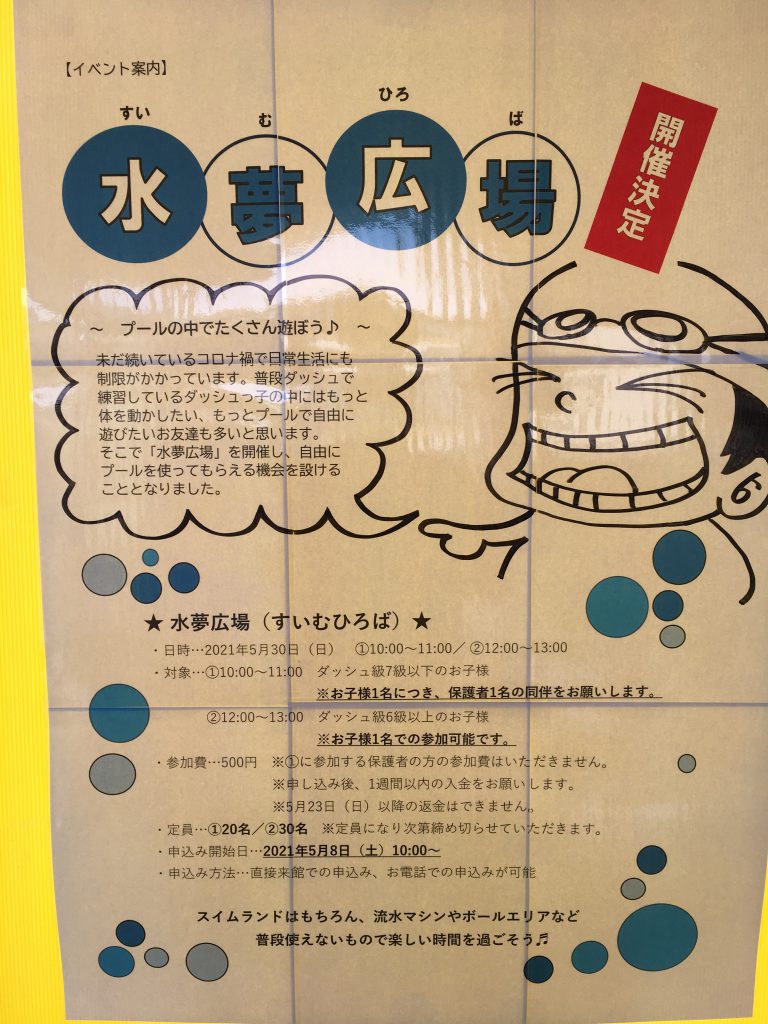 【イベント案内】
すい む ひろ ば
水夢広場
開催決定
～ プールの中でたくさん遊ぼう♪ ～
未だ続いているコロナ禍で日常生活にも
制限がかかっています。普段ダッシュで
練習しているダッシュっ子の中にはもっと
体を動かしたい、もっとプールで自由に
遊びたいお友達も多いと思います。
そこで「水夢広場」を開催し、自由に
プールを使ってもらえる機会を設ける
こととなりました。
★ 水夢広場（すいむひろば）★
・日時…2021年5月30日（日） ①10:00～11:00／ ②12:00～13:00
・対象…①10:00～11:00 ダッシュ級7級以下のお子様
※お子様1名につき、保護者1名の同伴をお願いします。
②12:00～13:00 ダッシュ級6級以上のお子様
※お子様1名での参加可能です。
・参加費…500円 ※①に参加する保護者の方の参加費はいただきません。
※申し込み後、1週間以内の入金をお願いします。
※5月23日（日）以降の返金はできません。
・定員…①20名／②30名 ※定員になり次第締め切らせていただきます。
・申込み開始日…2021年5月8日（土）10:00～
・申込み方法…直接来館での申込み、お電話での申込みが可能
スイムランドはもちろん、流水マシンやボールエリアなど
普段使えないもので楽しい時間を過ごそう♬